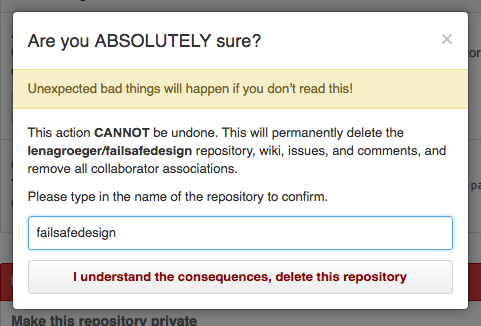 Are you ABSOLUTELY sure?
×
Unexpected bad things will happen if you don’t read this!
This action CANNOT be undone. This will permanently delete the
lenagroeger/failsafedesign repository, wiki, issues, and comments, and
remove all collaborator associations.
Please type in the name of the repository to confirm.
failsafedesign
I understand the consequences, delete this repository
Make this repository private